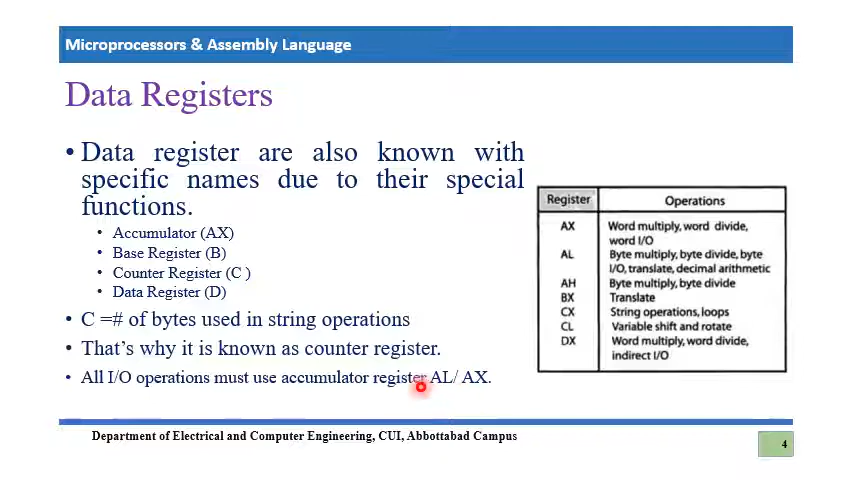 Microprocessors & Assembly Language
Data Registers
• Data register are also known with
specific names due to their special
functions.
• Accumulator (AX)
• Base Register (B)
• Counter Register (C )
• Data Register (D)
• C =# of bytes used in string operations
• That's why it is known as counter register.
• All I/O operations must use accumulator register AL/ AX.
Register Operations
AX Word multiply, word divide,
word I/O
AL Byte multiply, byte divide, byte
I/O, translate, decimal arithmetic
AH Byte multiply, byte divide
BX Translate
CX String operations, loops
CL Variable shift and rotate
DX Word multiply, word divide,
indirect I/O
Department of Electrical and Computer Engineering, CUI, Abbottabad Campus
4